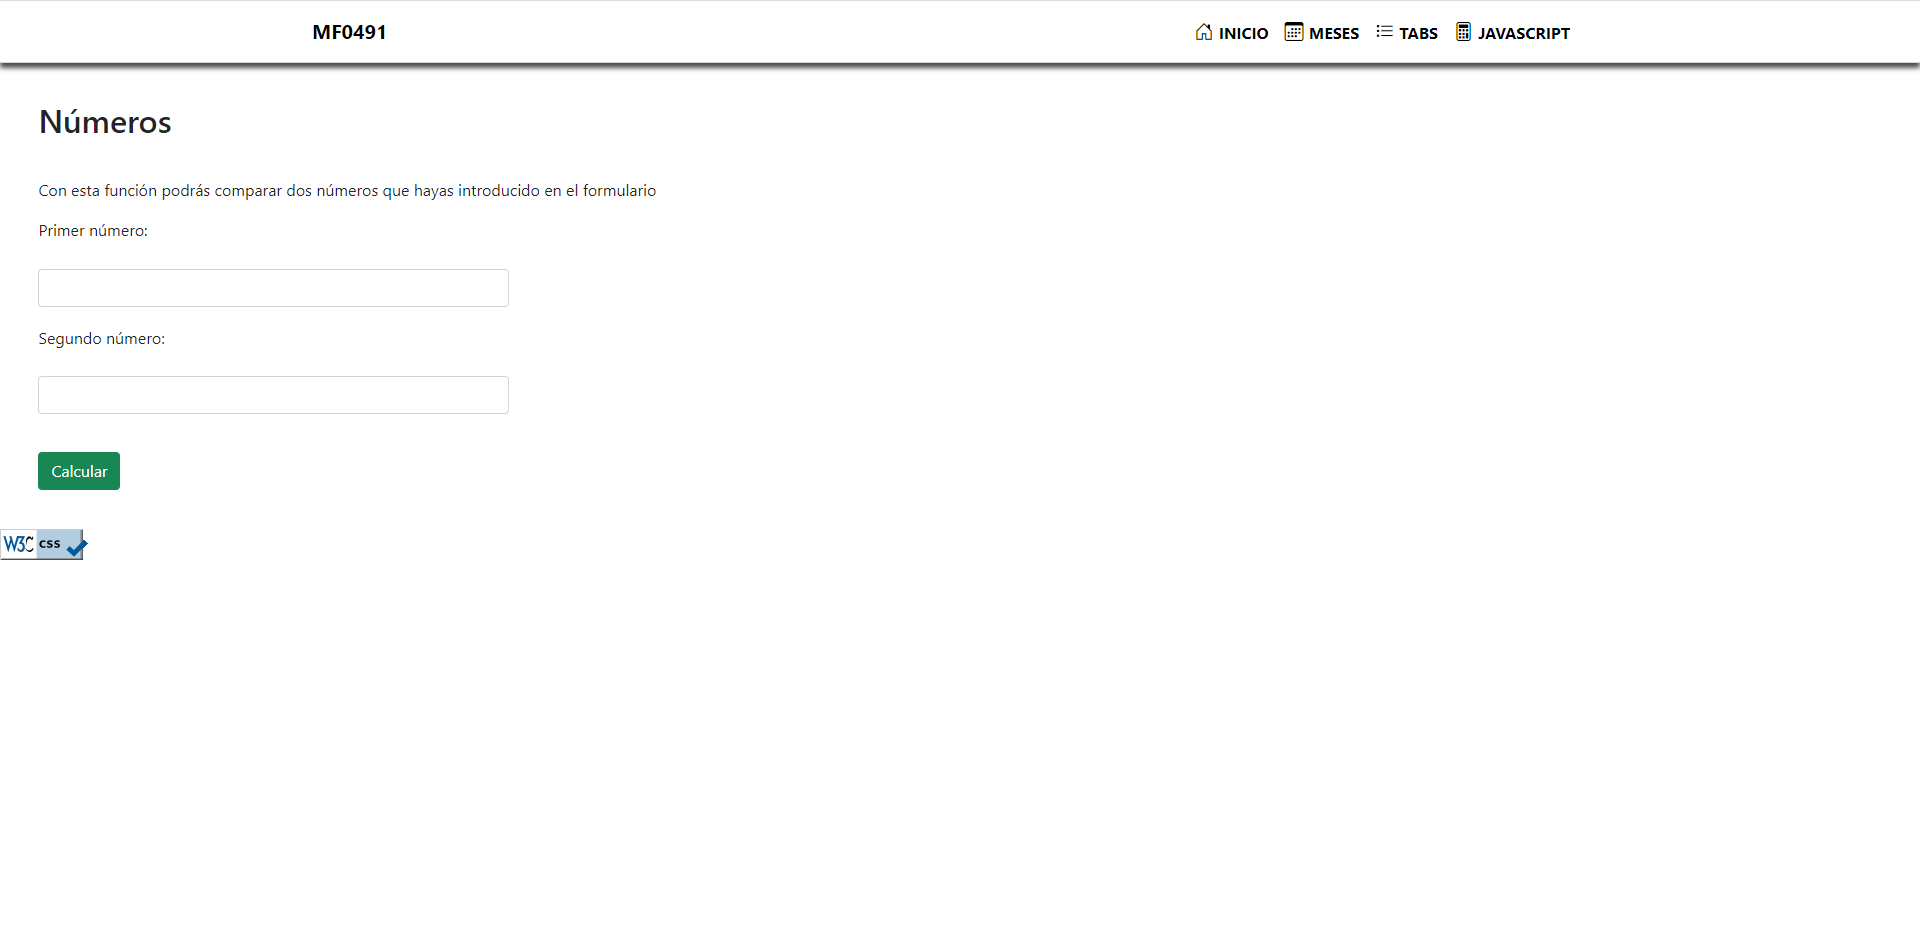 MF0491
INICIO MESES TABS JAVASCRIPT
Números
Con esta función podrás comparar dos números que hayas introducido en el formulario
Primer número:
Segundo número:
Calcular
W3C css